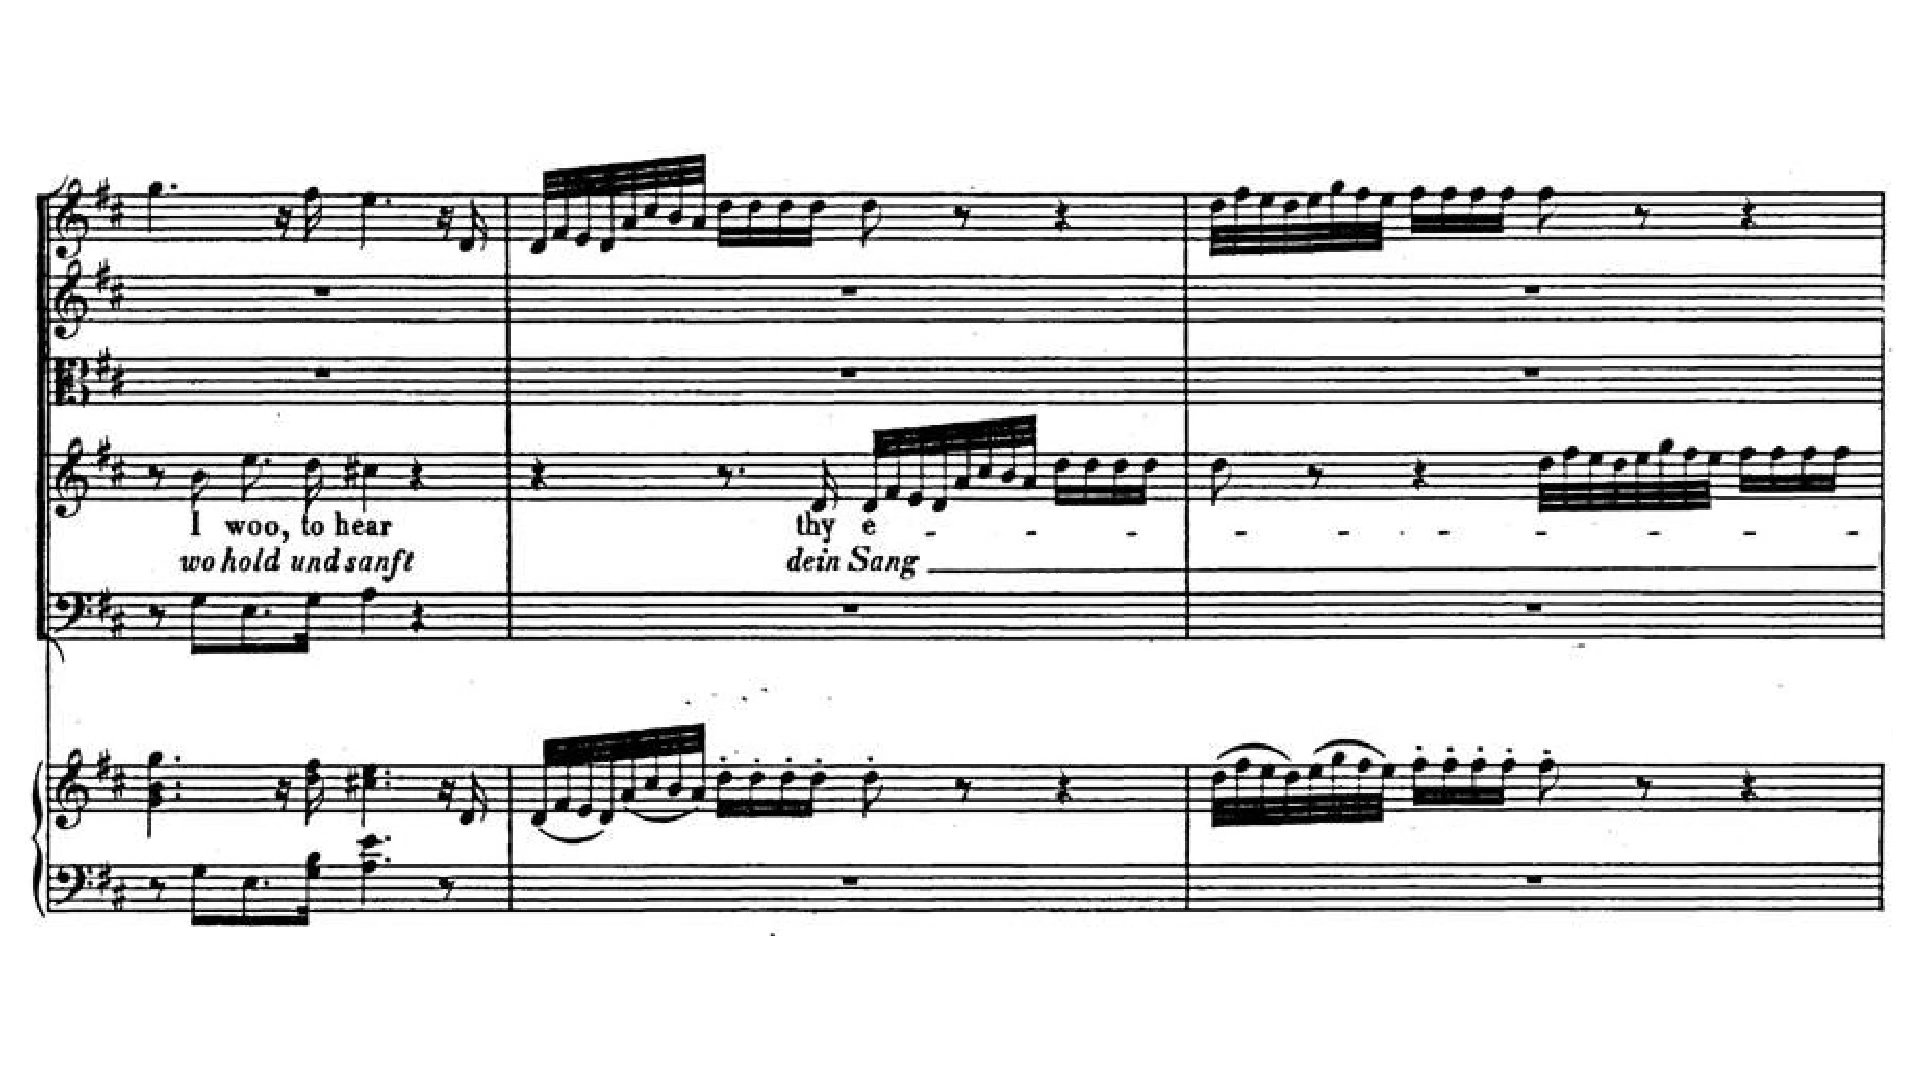 I woo, to hear thy e - - - - - - - - - -
wo hold und sanft dein Sang